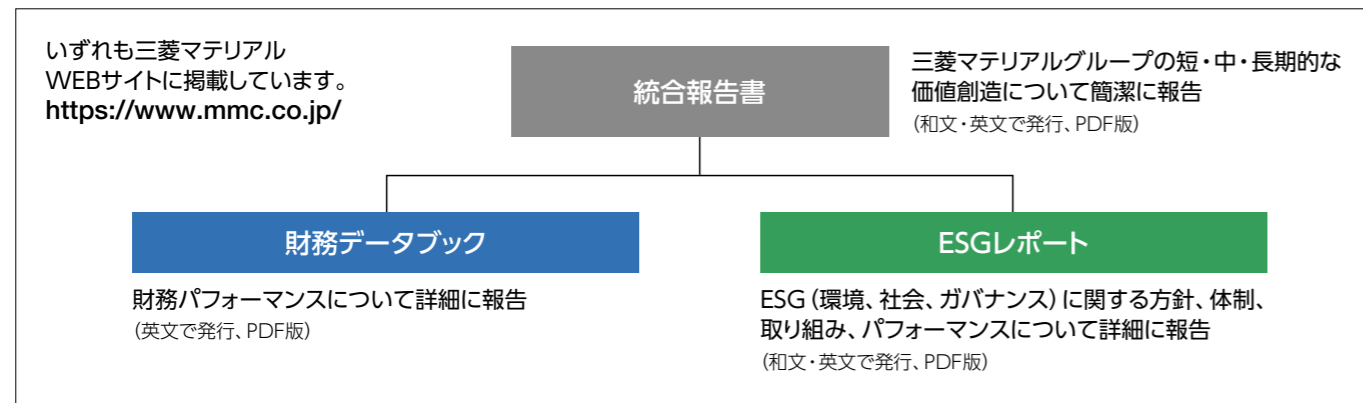 いずれも三菱マテリアル
WEBサイトに掲載しています。
https://www.mmc.co.jp/
統合報告書
三菱マテリアルグループの短・中・長期的な
価値創造について簡潔に報告
（和文・英文で発行、PDF版）
財務データブック
財務パフォーマンスについて詳細に報告
（英文で発行、PDF版）
ESGレポート
ESG（環境、社会、ガバナンス）に関する方針、体制、
取り組み、パフォーマンスについて詳細に報告
（和文・英文で発行、PDF版）